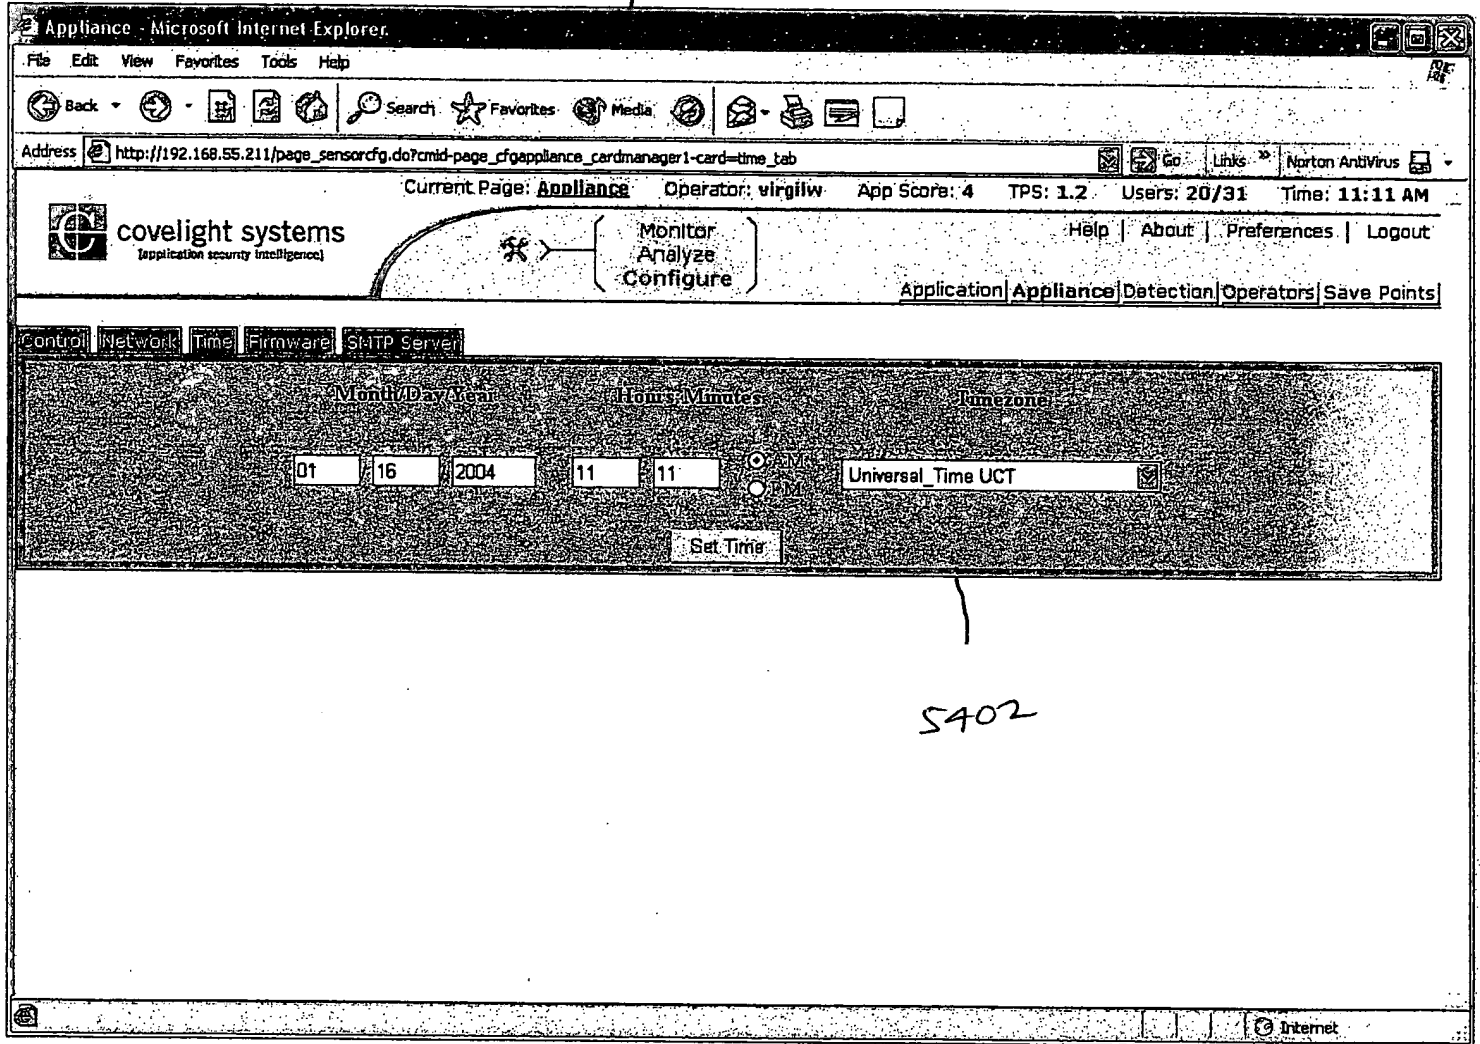 Appliance - Microsoft Internet Explorer
File Edit View Favorites Tools Help
Back Search Favorites Media
Address http://192.168.55.211/page_sensorcfg.do?cmid-page_cfgappliance_cardmanager1-card=time_tab Go Links » Norton AntiVirus
Current Page: Appliance Operator: virgilw App Score: 4 TPS: 1.2 Users: 20/31 Time: 11:11 AM
covelight systems
[application security intelligence]
Monitor
Analyze
Configure
Help | About | Preferences | Logout
Application| Appliance| Detection| Operators| Save Points|
Control Network Time Firmware SMTP Server
Month/Day/Year Hours:Minutes Timezone
01 / 16 / 2004 11 : 11 AM Universal_Time UCT
PM
Set Time
5402
Internet